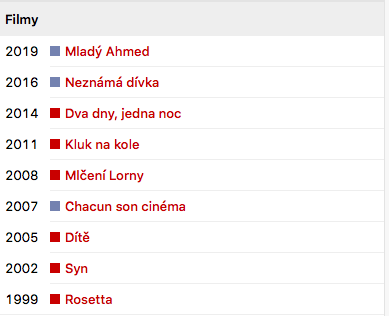 Filmy
2019 Mladý Ahmed
2016 Neznámá dívka
2014 Dva dny, jedna noc
2011 Kluk na kole
2008 Mlčení Lorny
2007 Chacun son cinéma
2005 Dítě
2002 Syn
1999 Rosetta